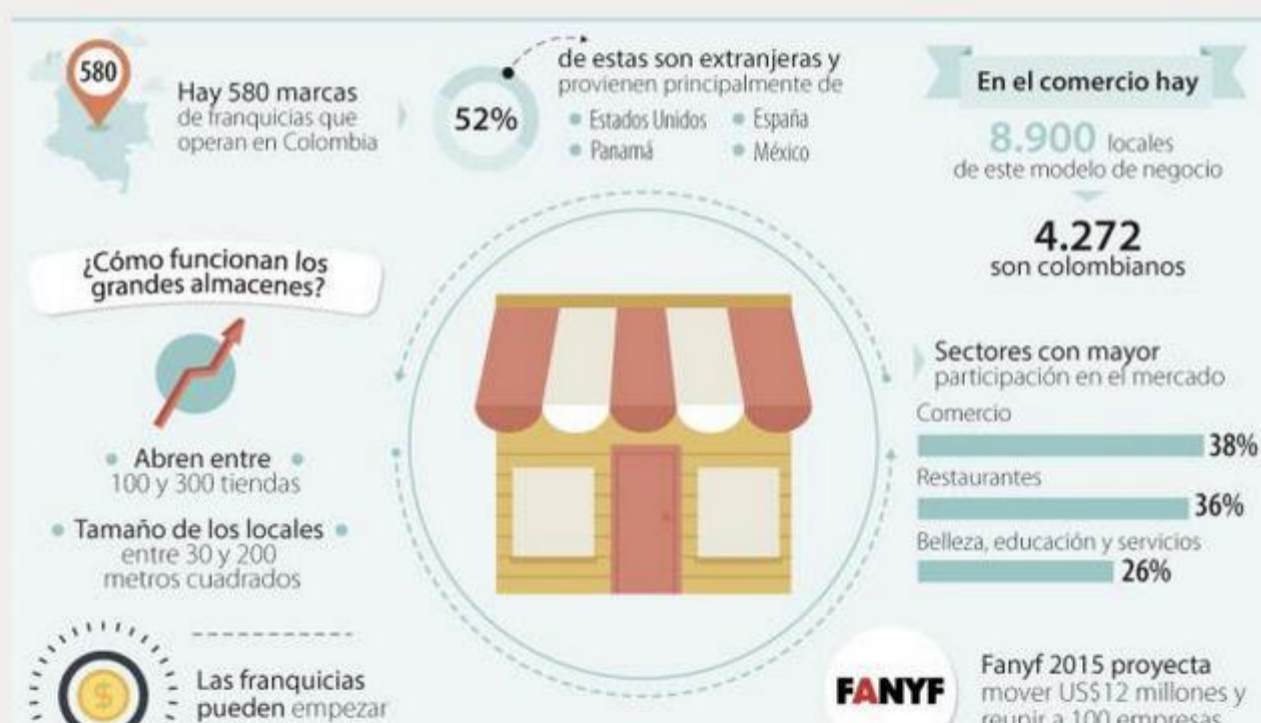 580
Hay 580 marcas
de franquicias que
operan en Colombia
52%
de estas son extranjeras y
provienen principalmente de
Estados Unidos
España
Panamá
México
En el comercio hay
8.900 locales
de este modelo de negocio
4.272
son colombianos
¿Cómo funcionan los
grandes almacenes?
Abren entre
100 y 300 tiendas
Tamaño de los locales
entre 30 y 200
metros cuadrados
Sectores con mayor
participación en el mercado
Comercio
38%
Restaurantes
36%
Belleza, educación y servicios
26%
$
Las franquicias
pueden empezar
FANYF
Fanyf 2015 proyecta
mover US$12 millones y
reunir a 100 empresas